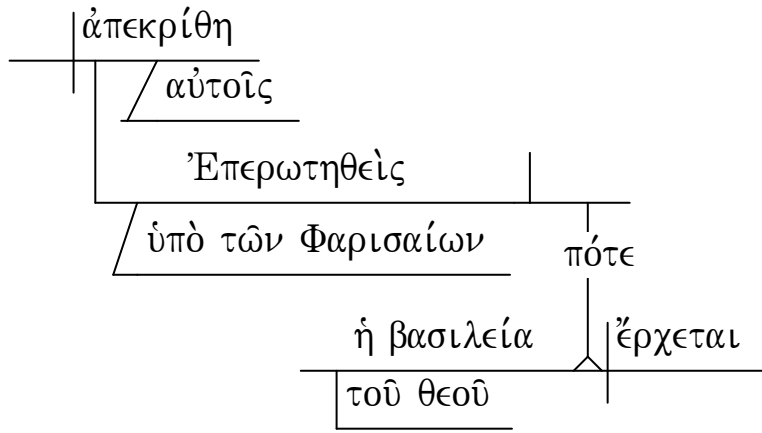 ἀπεκρίθη
αὐτοῖς
Ἐπερωτηθεὶς
ὑπὸ τῶν Φαρισαίων
πότε
ἡ βασιλεία ἔρχεται
τοῦ θεοῦ